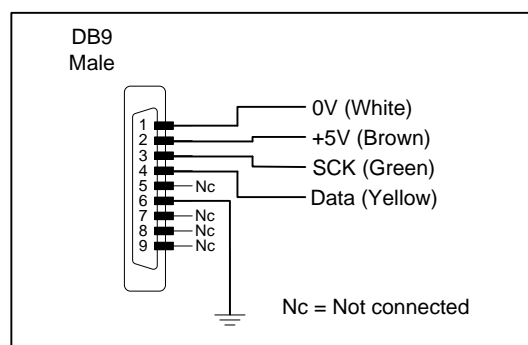 DB9
Male
0V (White)
+5V (Brown)
SCK (Green)
Data (Yellow)
1
2
3
4
5 Nc
6
7 Nc
8 Nc
9 Nc
Nc = Not connected